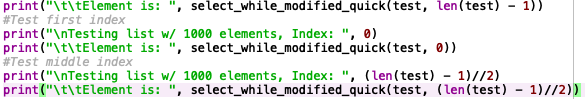 print("\t\tElement is: ", select_while_modified_quick(test, len(test) - 1))
#Test first index
print("\nTesting list w/ 1000 elements, Index: ", 0)
print("\t\tElement is: ", select_while_modified_quick(test, 0))
#Test middle index
print("\nTesting list w/ 1000 elements, Index: ", (len(test) - 1)//2)
print("\t\tElement is: ", select_while_modified_quick(test, (len(test) - 1)//2))